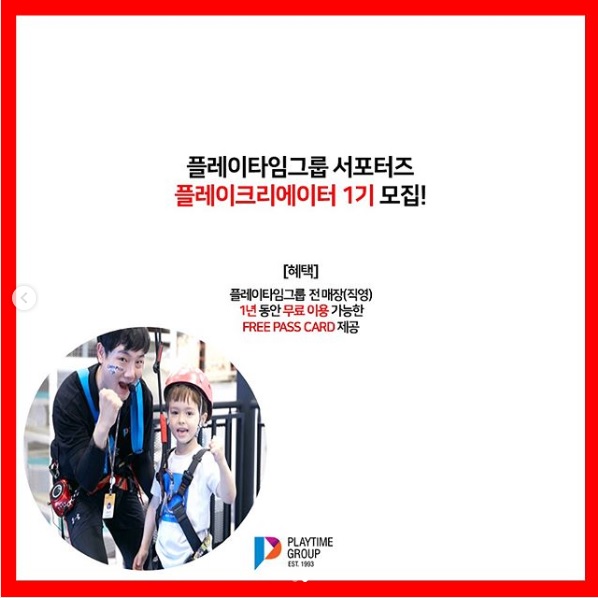 플레이타임그룹 서포터즈
플레이크리에이터 1기 모집!
[혜택]
플레이타임그룹 전 매장(직영)
1년 동안 무료 이용 가능한
FREE PASS CARD 제공
PLAYTIME
GROUP
EST. 1993